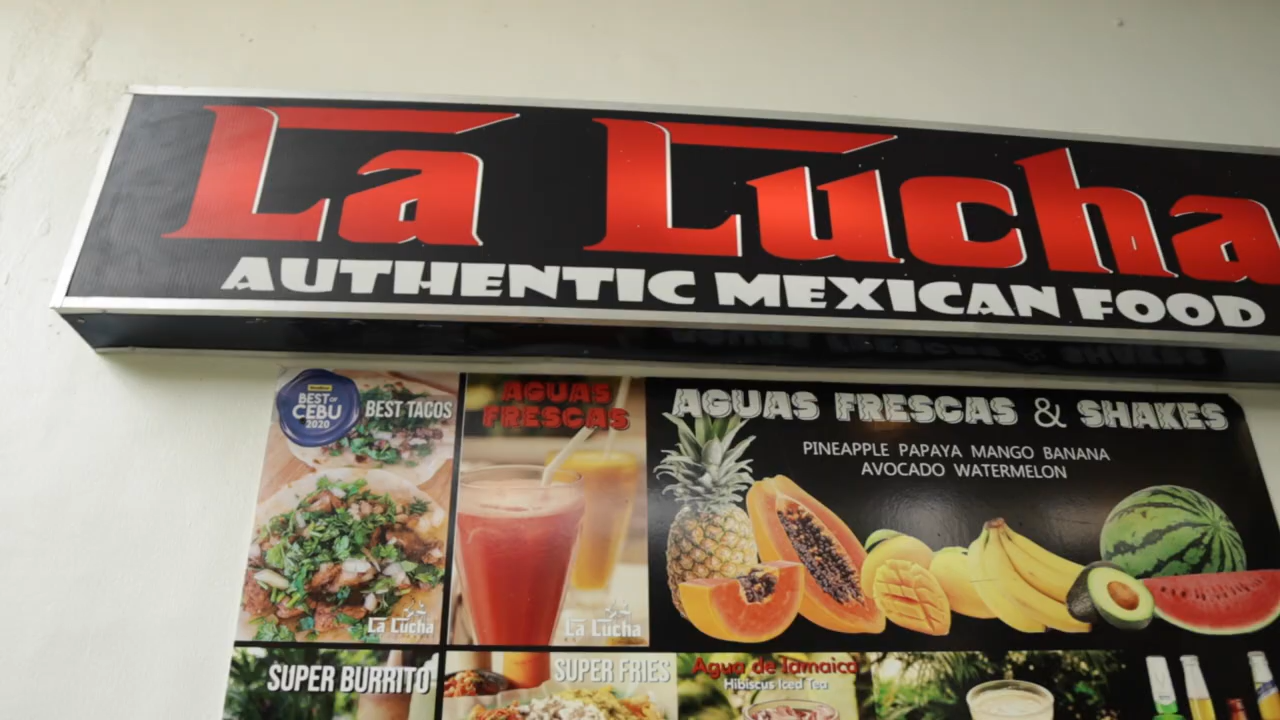 La Lucha
AUTHENTIC MEXICAN FOOD
BEST OF
CEBU
2020
BEST TACOS
La Lucha
AGUAS
FRESCAS
La Lucha
AGUAS FRESCAS & SHAKES
PINEAPPLE PAPAYA MANGO BANANA
AVOCADO WATERMELON
SUPER BURRITO
SUPER FRIES
Agua de Jamaica
Hibiscus Iced Tea